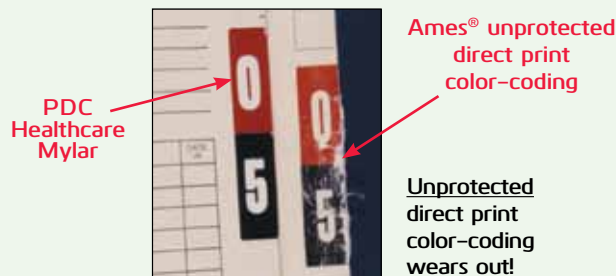 PDC
Healthcare
Mylar
0
5
0
5
DATE
Ames® unprotected
direct print
color-coding
Unprotected
direct print
color-coding
wears out!